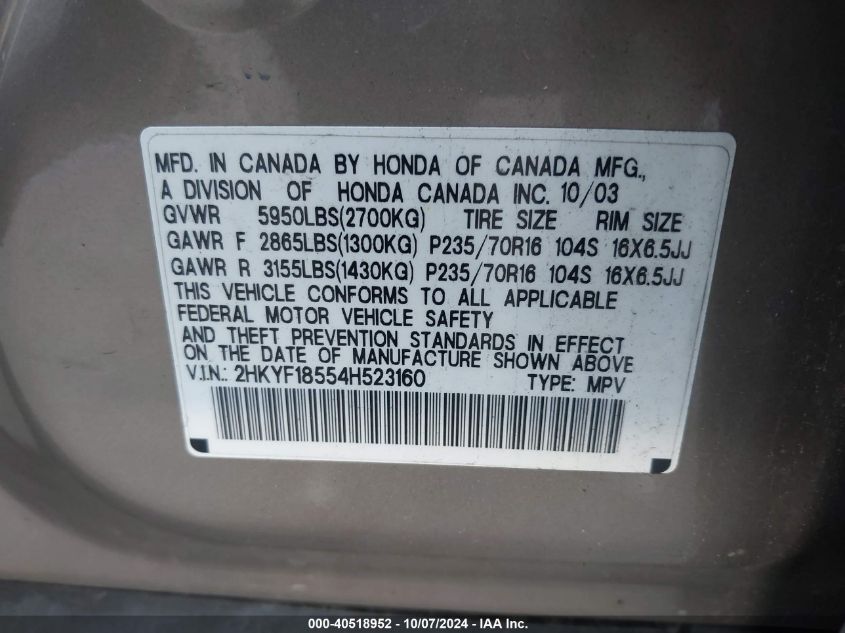 MFD. IN CANADA BY HONDA OF CANADA MFG.,
A DIVISION OF HONDA CANADA INC. 10/03
GVWR 5950LBS(2700KG) TIRE SIZE RIM SIZE
GAWR F 2865LBS(1300KG) P235/70R16 104S 16X6.5JJ
GAWR R 3155LBS(1430KG) P235/70R16 104S 16X6.5JJ
THIS VEHICLE CONFORMS TO ALL APPLICABLE
FEDERAL MOTOR VEHICLE SAFETY
AND THEFT PREVENTION STANDARDS IN EFFECT
ON THE DATE OF MANUFACTURE SHOWN ABOVE
V.I.N.: 2HKYF18554H523160 TYPE: MPV
000-40518952 - 10/07/2024 - IAA Inc.